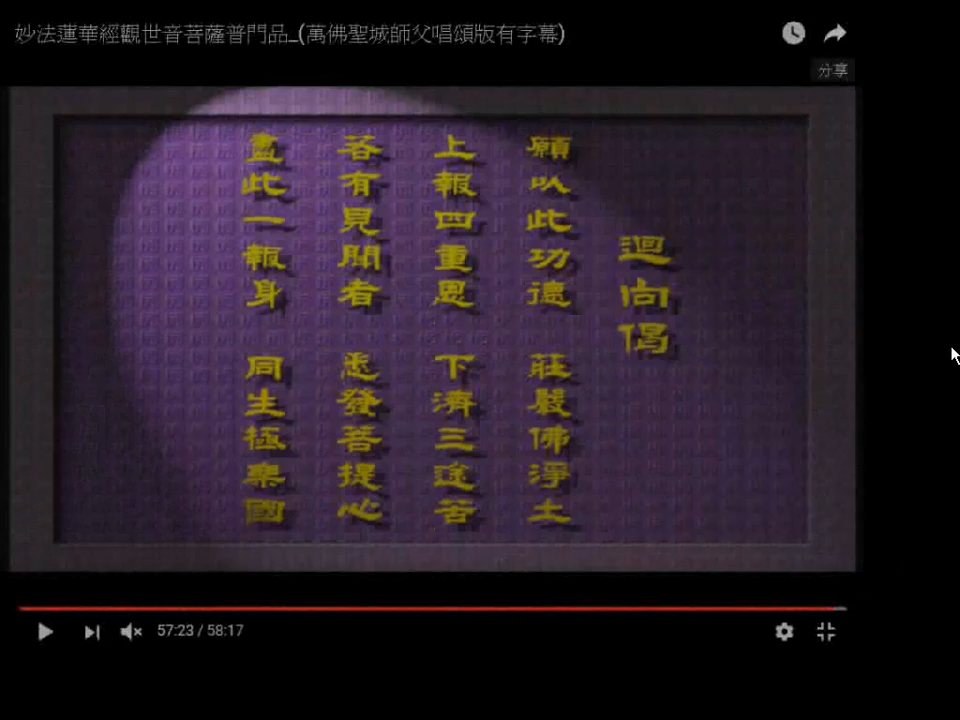 妙法蓮華經觀世音菩薩普門品_(萬佛聖城師父唱頌版有字幕)
分享
迴向偈
願以此功德 莊嚴佛淨土
上報四重恩 下濟三途苦
若有見聞者 悉發菩提心
盡此一報身 同生極樂國
57:23 / 58:17